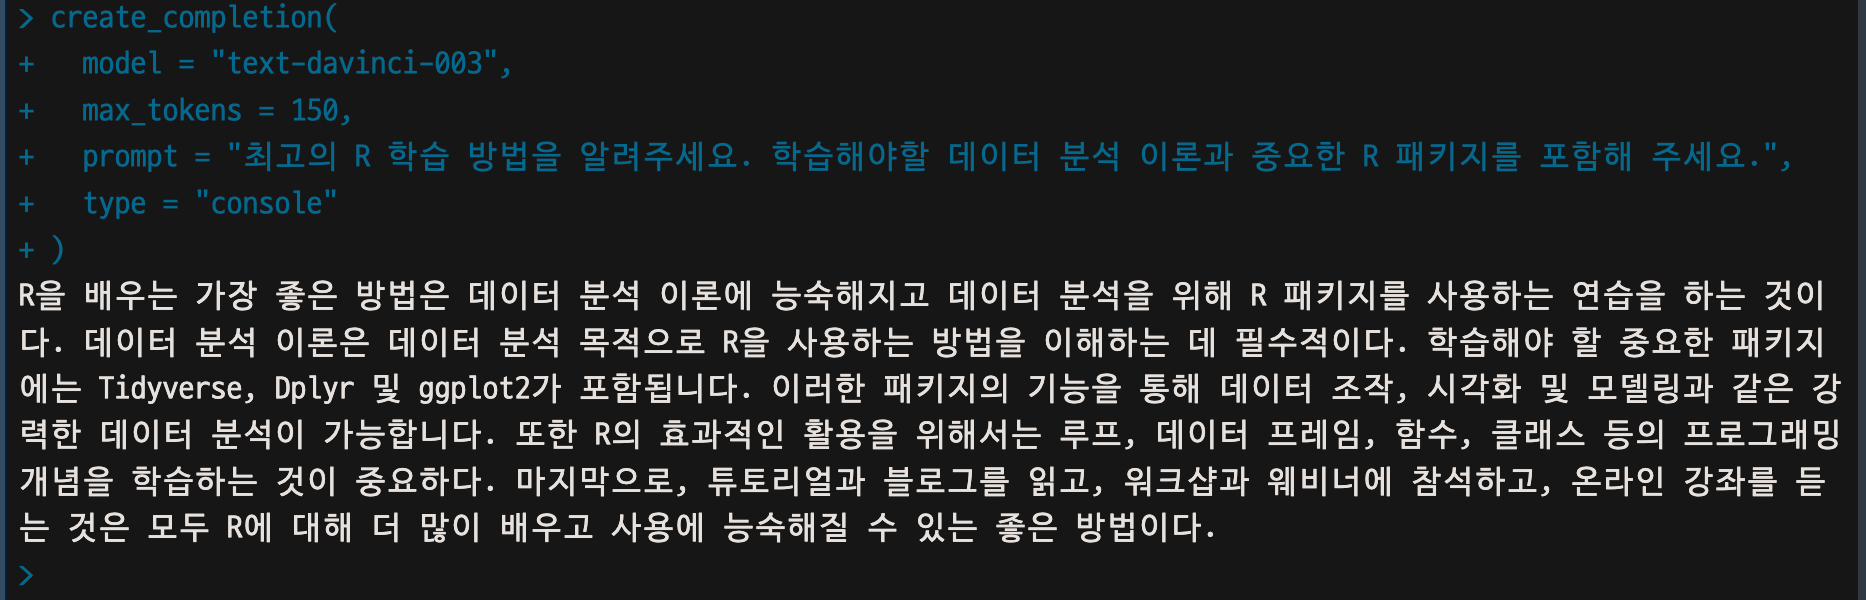 > create_completion(
+   model = "text-davinci-003",
+   max_tokens = 150,
+   prompt = "최고의 R 학습 방법을 알려주세요. 학습해야할 데이터 분석 이론과 중요한 R 패키지를 포함해 주세요.",
+   type = "console"
+ )
R을 배우는 가장 좋은 방법은 데이터 분석 이론에 능숙해지고 데이터 분석을 위해 R 패키지를 사용하는 연습을 하는 것이
다. 데이터 분석 이론은 데이터 분석 목적으로 R을 사용하는 방법을 이해하는 데 필수적이다. 학습해야 할 중요한 패키지
에는 Tidyverse, Dplyr 및 ggplot2가 포함됩니다. 이러한 패키지의 기능을 통해 데이터 조작, 시각화 및 모델링과 같은 강
력한 데이터 분석이 가능합니다. 또한 R의 효과적인 활용을 위해서는 루프, 데이터 프레임, 함수, 클래스 등의 프로그래밍
개념을 학습하는 것이 중요하다. 마지막으로, 튜토리얼과 블로그를 읽고, 워크샵과 웨비너에 참석하고, 온라인 강좌를 듣
는 것은 모두 R에 대해 더 많이 배우고 사용에 능숙해질 수 있는 좋은 방법이다.
>